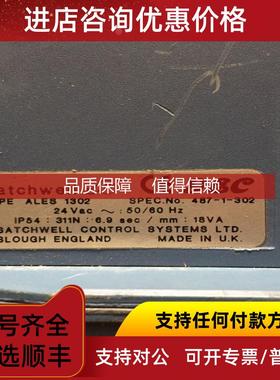 进店咨询优惠价格！！
品质保障 值得信赖
satchwell
PE ALES 1302 SPEC.No. 487-1-302
24Vac ~ : 50/60 Hz
IP54 : 311N : 6.9 sec / mm : 18VA
SATCHWELL CONTROL SYSTEMS LTD.
SLOUGH ENGLAND MADE IN U.K.
支持任何付款方
号齐全
选顺丰
支持对公 可开专票/普